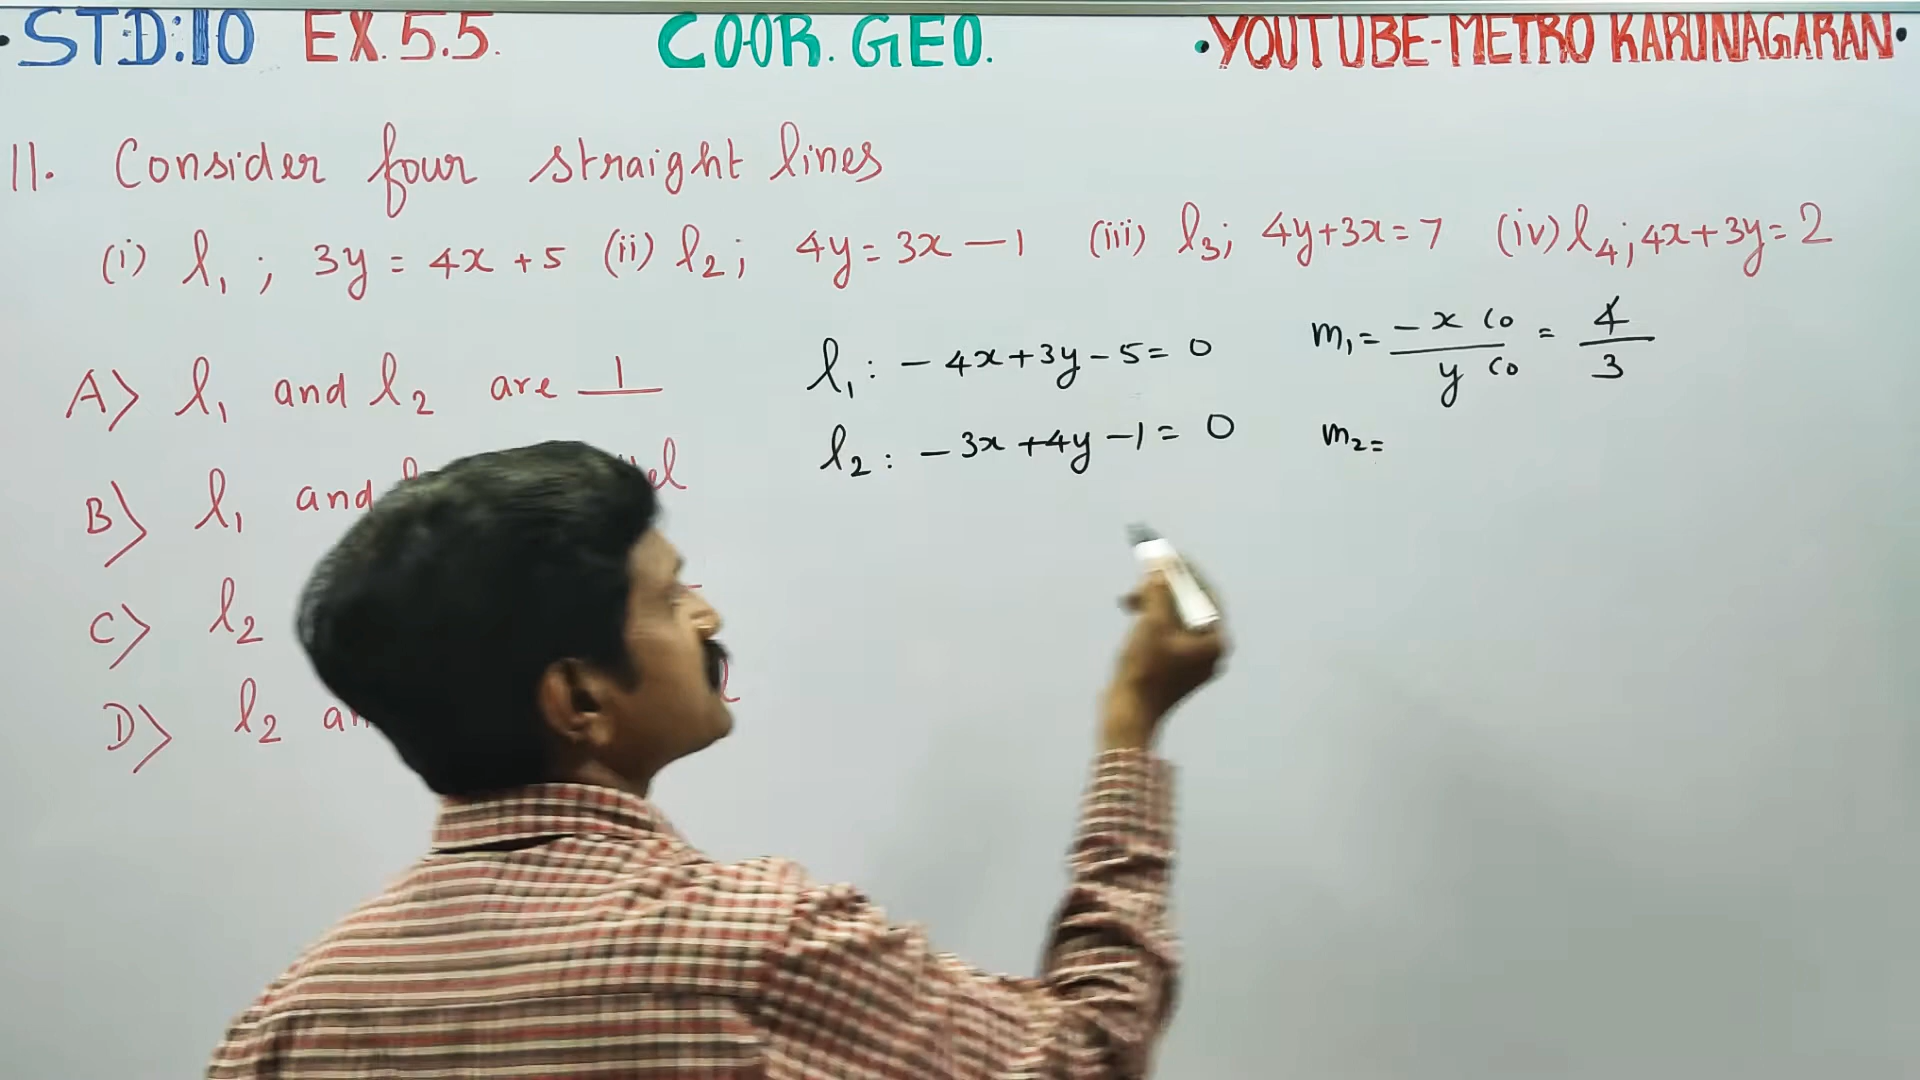 • STD:10 EX.5.5. COOR. GEO. • YOUTUBE-METRO KARUNAGARAN •
11. Consider four straight lines
(i) l₁ ; 3y = 4x + 5 (ii) l₂ ; 4y = 3x — 1 (iii) l₃; 4y+3x = 7 (iv) l₄; 4x + 3y = 2
A) l₁ and l₂ are ⊥
B) l₁ and
C) l₂
D) l₂
l₁ : - 4x + 3y - 5 = 0 m₁ = -x co / y co = 4/3
l₂ : - 3x + 4y - 1 = 0 m₂ =